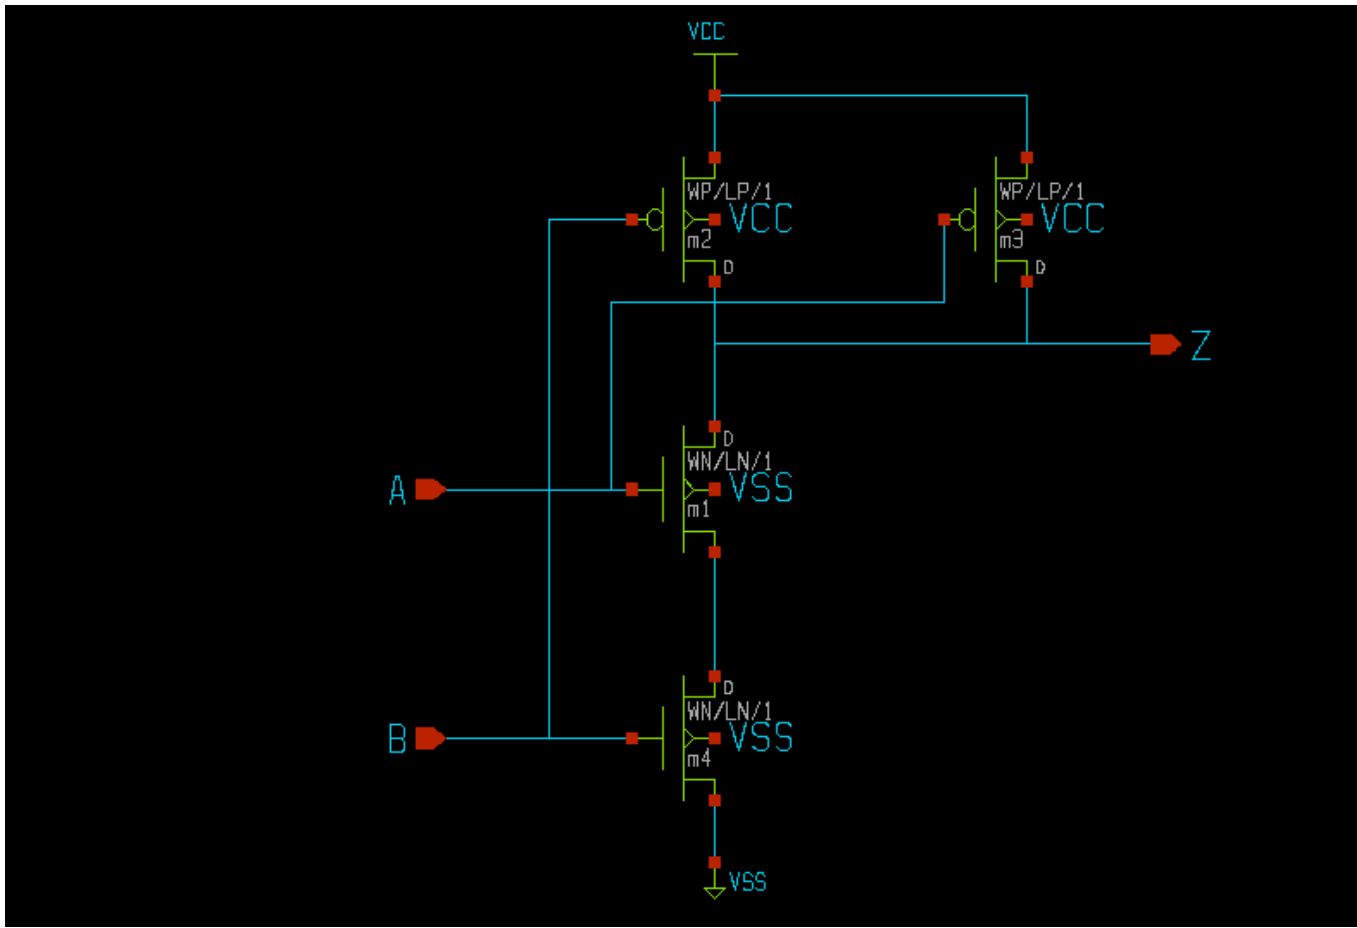 VCC
WP/LP/1
VCC
m2
D
WP/LP/1
VCC
m3
D
Z
D
WN/LN/1
A
VSS
m1
D
WN/LN/1
B
VSS
m4
VSS